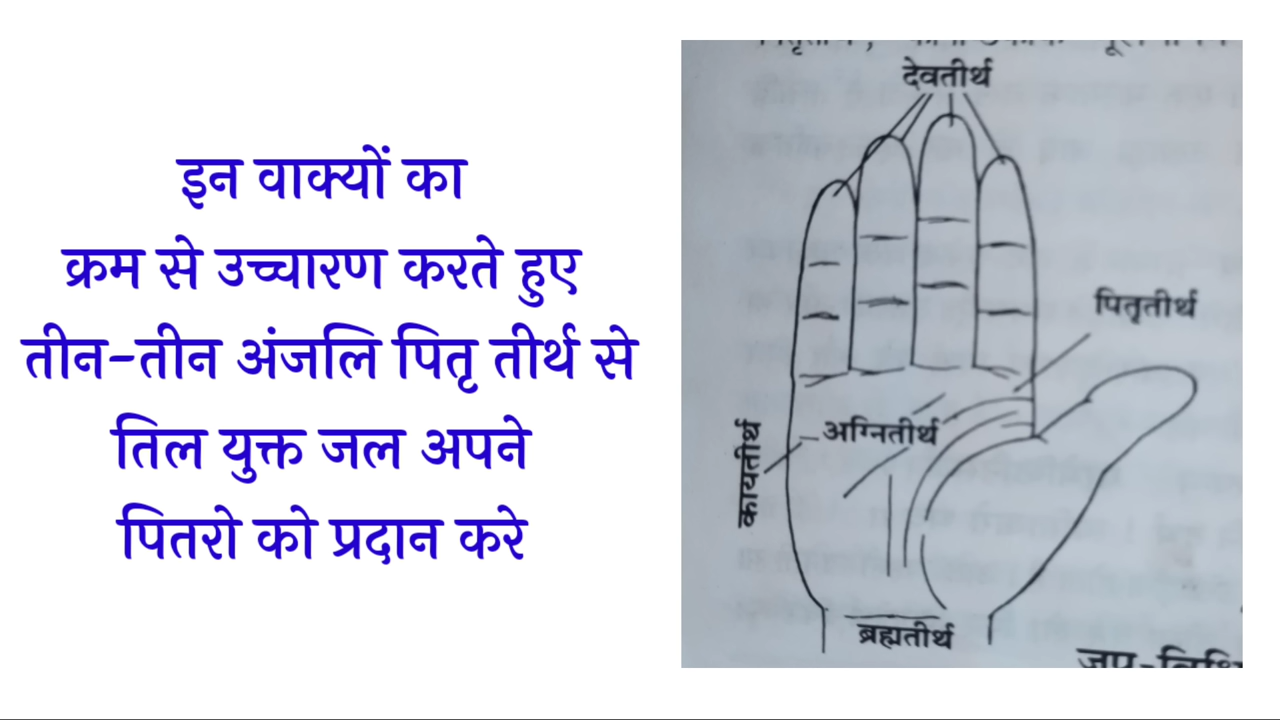 इन वाक्यों का
क्रम से उच्चारण करते हुए
तीन-तीन अंजलि पितृ तीर्थ से
तिल युक्त जल अपने
पितरो को प्रदान करे
देवतीर्थ
पितृतीर्थ
अग्नितीर्थ
कायतीर्थ
ब्रह्मतीर्थ